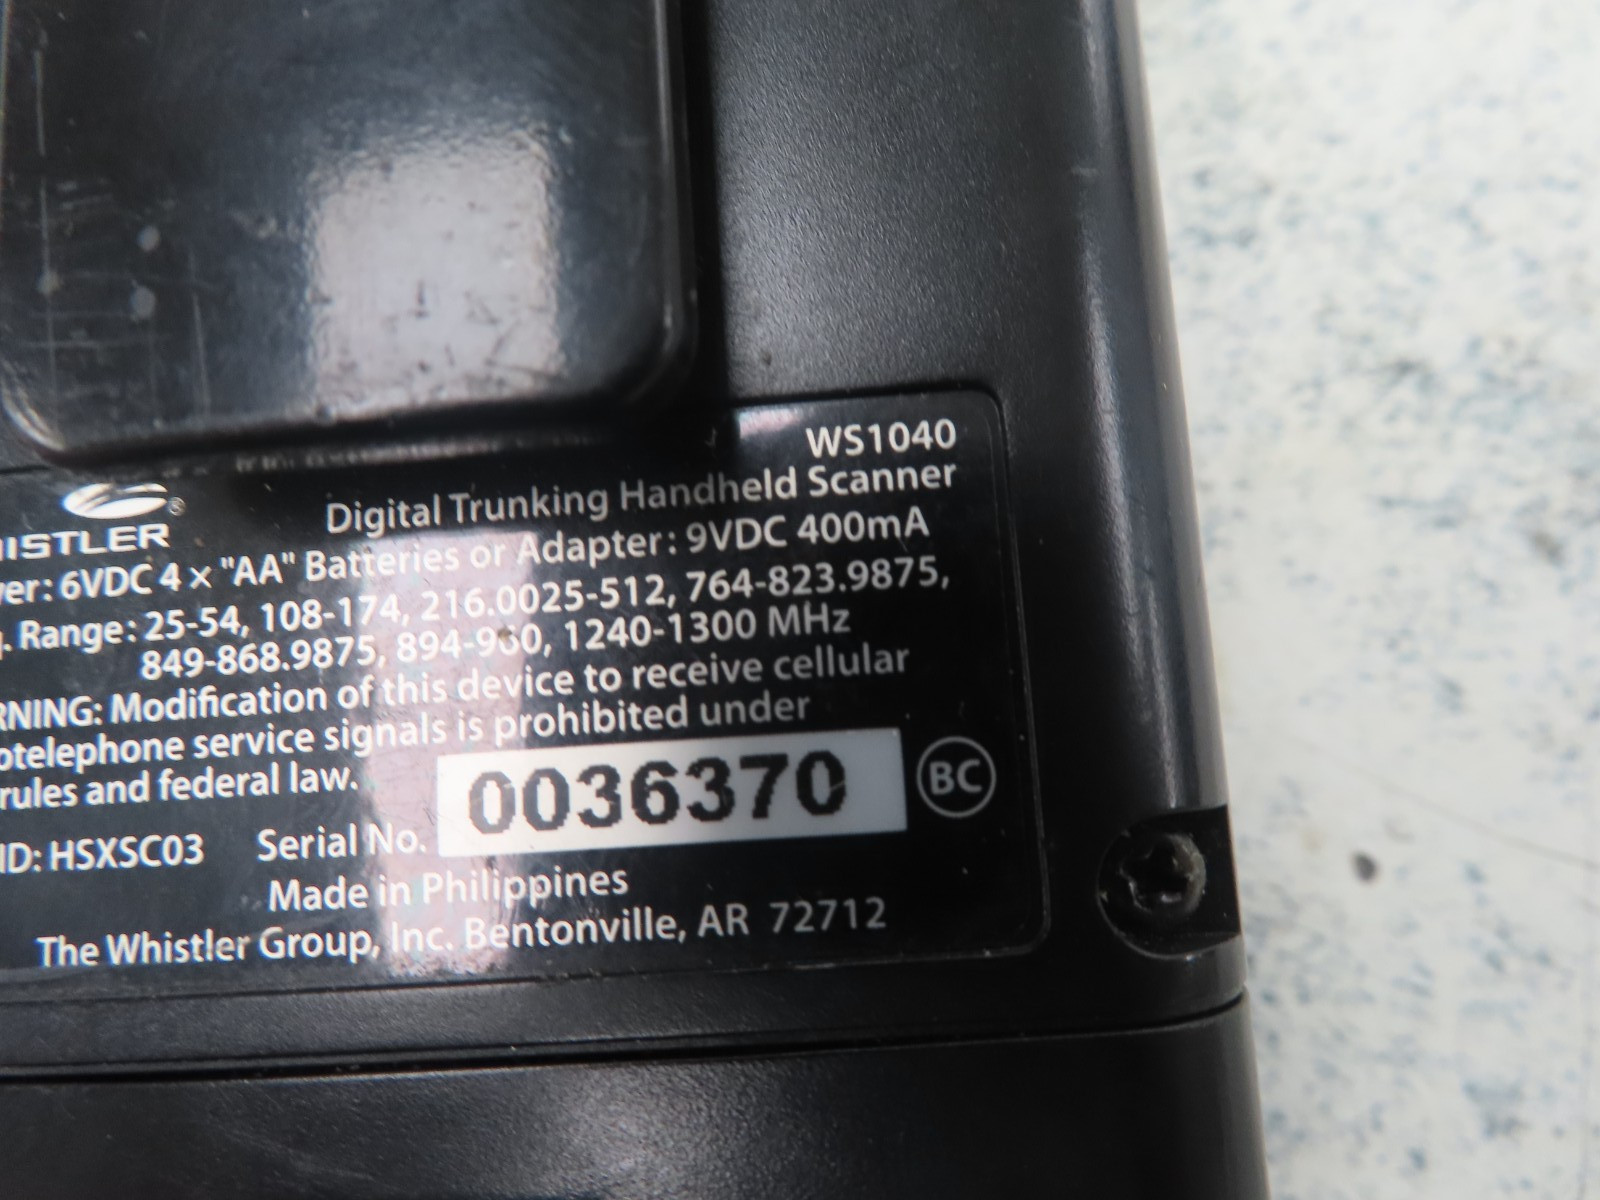 WS1040
Digital Trunking Handheld Scanner
®
ISTLER
er: 6VDC 4 × "AA" Batteries or Adapter: 9VDC 400mA
. Range: 25-54, 108-174, 216.0025-512, 764-823.9875,
849-868.9875, 894-960, 1240-1300 MHz
RNING: Modification of this device to receive cellular
otelephone service signals is prohibited under
rules and federal law.
0036370
BC
ID: HSXSC03 Serial No.
Made in Philippines
The Whistler Group, Inc. Bentonville, AR 72712